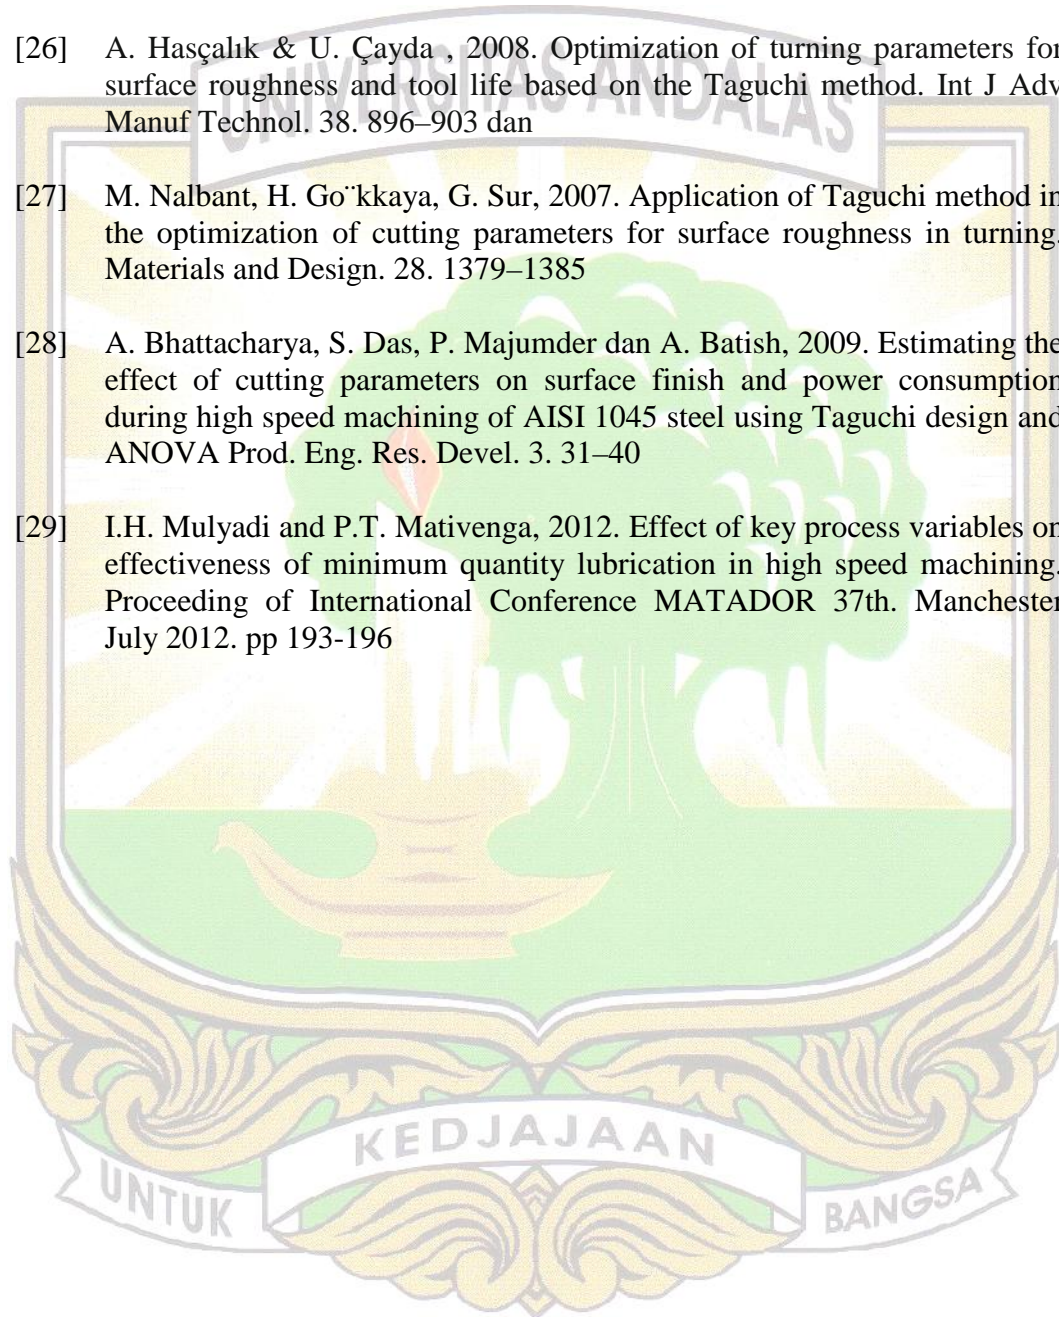 [26] A. Hasçalık & U. Çayda , 2008. Optimization of turning parameters for
surface roughness and tool life based on the Taguchi method. Int J Adv
Manuf Technol. 38. 896–903 dan
[27] M. Nalbant, H. Go¨kkaya, G. Sur, 2007. Application of Taguchi method in
the optimization of cutting parameters for surface roughness in turning.
Materials and Design. 28. 1379–1385
[28] A. Bhattacharya, S. Das, P. Majumder dan A. Batish, 2009. Estimating the
effect of cutting parameters on surface finish and power consumption
during high speed machining of AISI 1045 steel using Taguchi design and
ANOVA Prod. Eng. Res. Devel. 3. 31–40
[29] I.H. Mulyadi and P.T. Mativenga, 2012. Effect of key process variables on
effectiveness of minimum quantity lubrication in high speed machining.
Proceeding of International Conference MATADOR 37th. Manchester
July 2012. pp 193-196
UNIVERSITAS ANDALAS
UNTUK KEDJAJAAN BANGSA